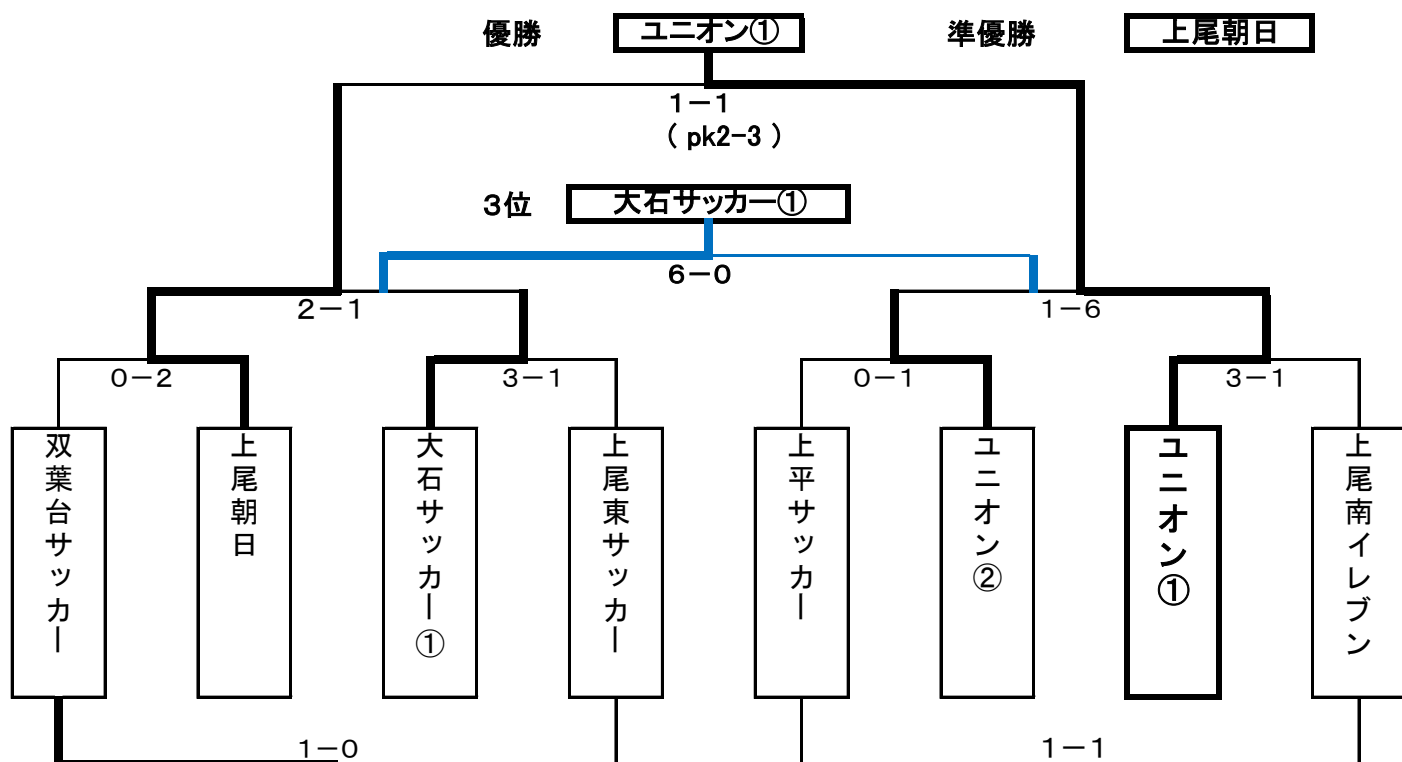 優勝 ユニオン① 準優勝 上尾朝日
1－1
( pk2-3 )
3位 大石サッカー①
6－0
2－1 1－6
0－2 3－1 0－1 3－1
双葉台サッカー
上尾朝日
大石サッカー①
上尾東サッカー
上平サッカー
ユニオン②
ユニオン①
上尾南イレブン
1－0 1－1